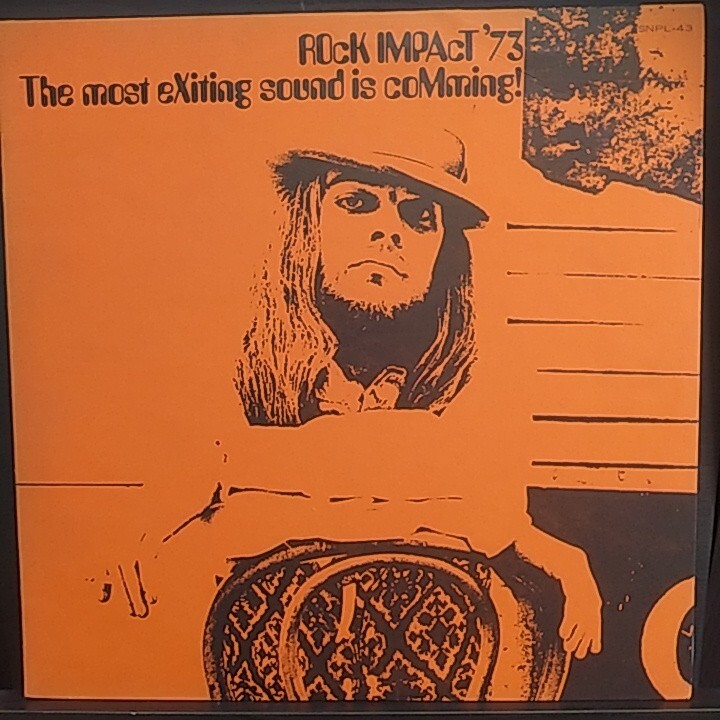 ROcK IMPAcT '73
SNPL-43
The most eXiting sound is coMming!